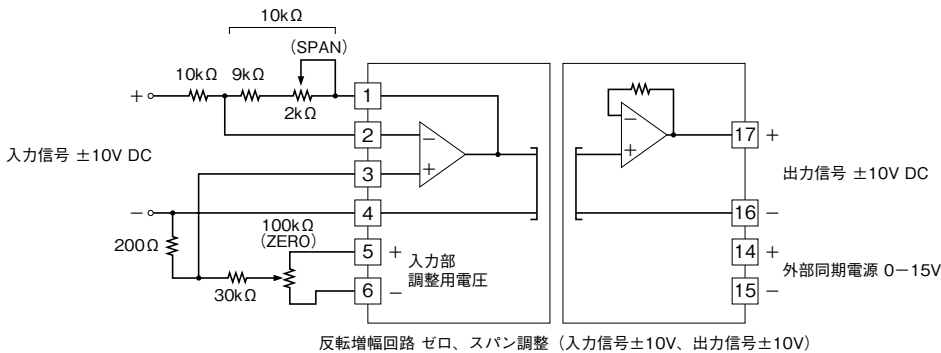 10kΩ
(SPAN)
10kΩ 9kΩ
2kΩ
+
1
2
3
4
5
6
−
+
入力信号 ±10V DC
−
200Ω
100kΩ
(ZERO)
30kΩ
+
−
入力部
調整用電圧
−
+
17 +
出力信号 ±10V DC
16 −
14 +
外部同期電源 0−15V
15 −
反転増幅回路 ゼロ、スパン調整（入力信号±10V、出力信号±10V）